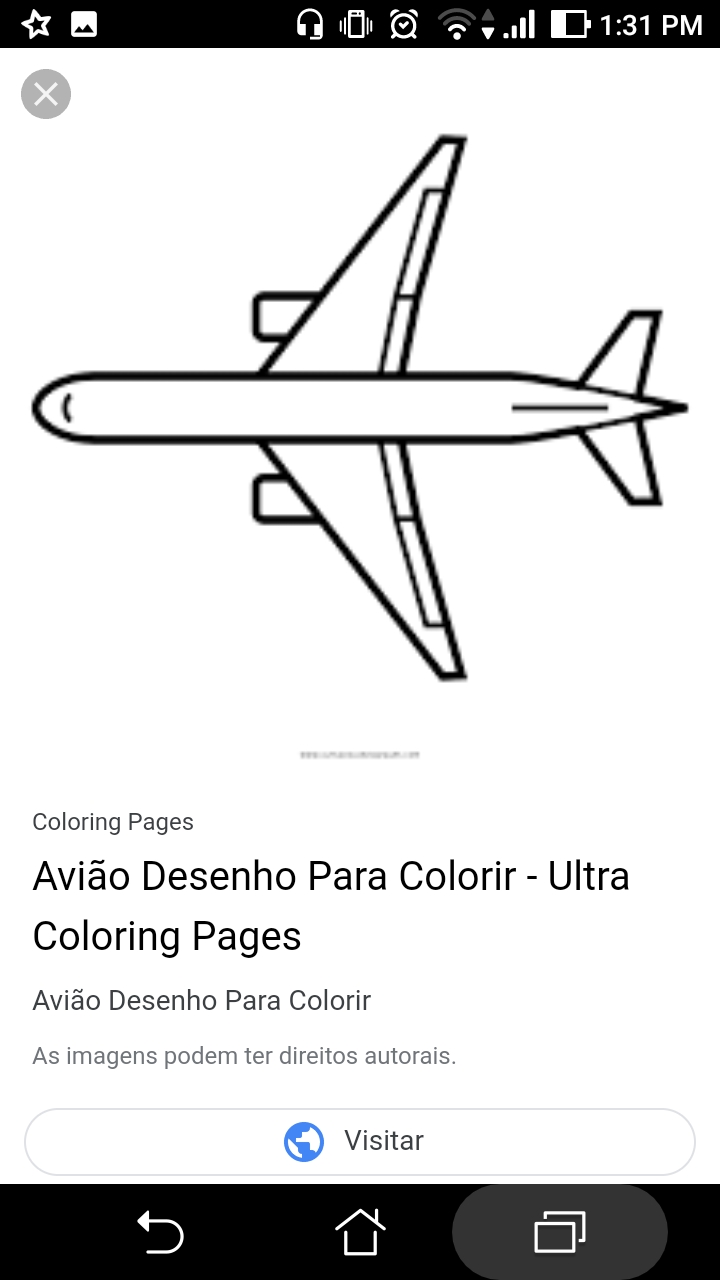 1:31 PM
Coloring Pages
Avião Desenho Para Colorir - Ultra
Coloring Pages
Avião Desenho Para Colorir
As imagens podem ter direitos autorais.
Visitar